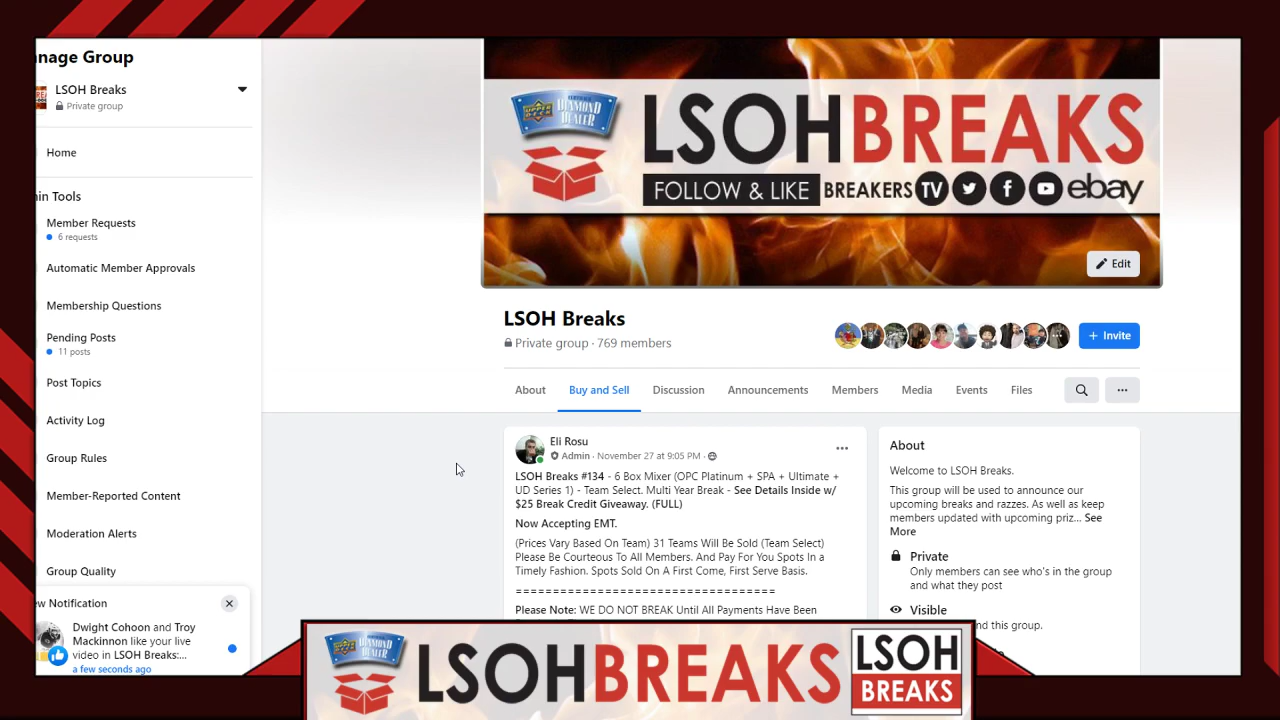 nage Group
LSOH Breaks
Private group
Home
in Tools
Member Requests
6 requests
Automatic Member Approvals
Membership Questions
Pending Posts
11 posts
Post Topics
Activity Log
Group Rules
Member-Reported Content
Moderation Alerts
Group Quality
w Notification
Dwight Cohoon and Troy
Mackinnon like your live
video in LSOH Breaks:...
a few seconds ago
UPPER DECK
DIAMOND
DEALER
LSOHBREAKS
FOLLOW & LIKE BREAKERS TV ebay
Edit
LSOH Breaks
Private group · 769 members
+ Invite
About Buy and Sell Discussion Announcements Members Media Events Files
Eli Rosu
Admin · November 27 at 9:05 PM ·
LSOH Breaks #134 - 6 Box Mixer (OPC Platinum + SPA + Ultimate +
UD Series 1) - Team Select. Multi Year Break - See Details Inside w/
$25 Break Credit Giveaway. (FULL)
Now Accepting EMT.
(Prices Vary Based On Team) 31 Teams Will Be Sold (Team Select)
Please Be Courteous To All Members. And Pay For You Spots In a
Timely Fashion. Spots Sold On A First Come, First Serve Basis.
==================================
Please Note: WE DO NOT BREAK Until All Payments Have Been
About
Welcome to LSOH Breaks.
This group will be used to announce our
upcoming breaks and razzes. As well as keep
members updated with upcoming priz... See
More
Private
Only members can see who's in the group
and what they post
Visible
nd this group.
DIAMOND
DEALER
LSOHBREAKS
LSOH
BREAKS